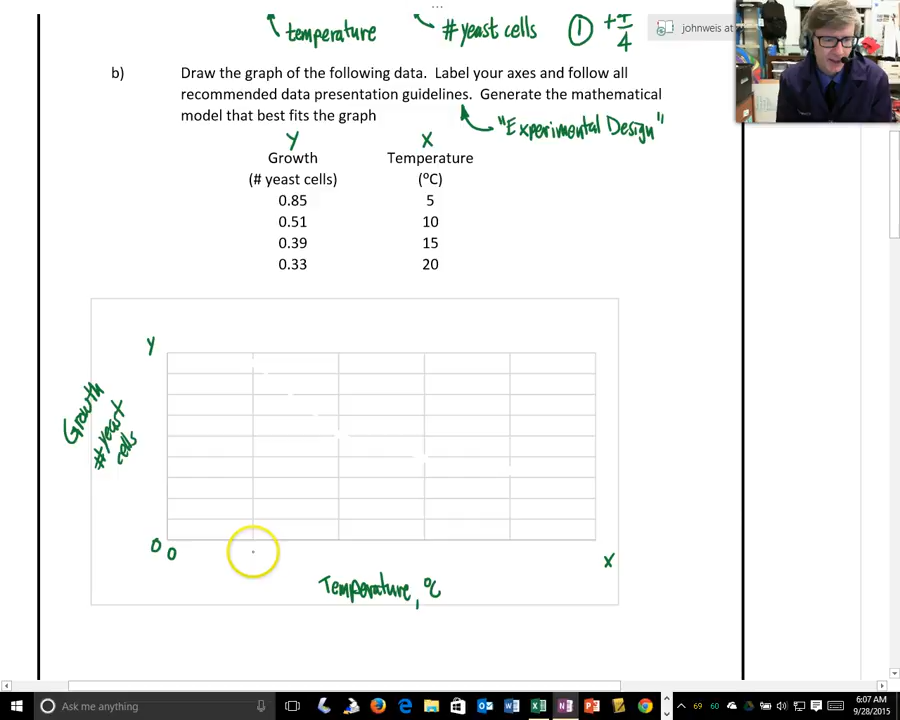 temperature # yeast cells ① + 1/4
johnweis at
b) Draw the graph of the following data. Label your axes and follow all
recommended data presentation guidelines. Generate the mathematical
model that best fits the graph
"Experimental Design"
Y X
Growth Temperature
(# yeast cells) (°C)
0.85 5
0.51 10
0.39 15
0.33 20
Y
Growth
# yeast
cells
0
0
X
Temperature, °C
Ask me anything
69 60
6:07 AM
9/28/2015